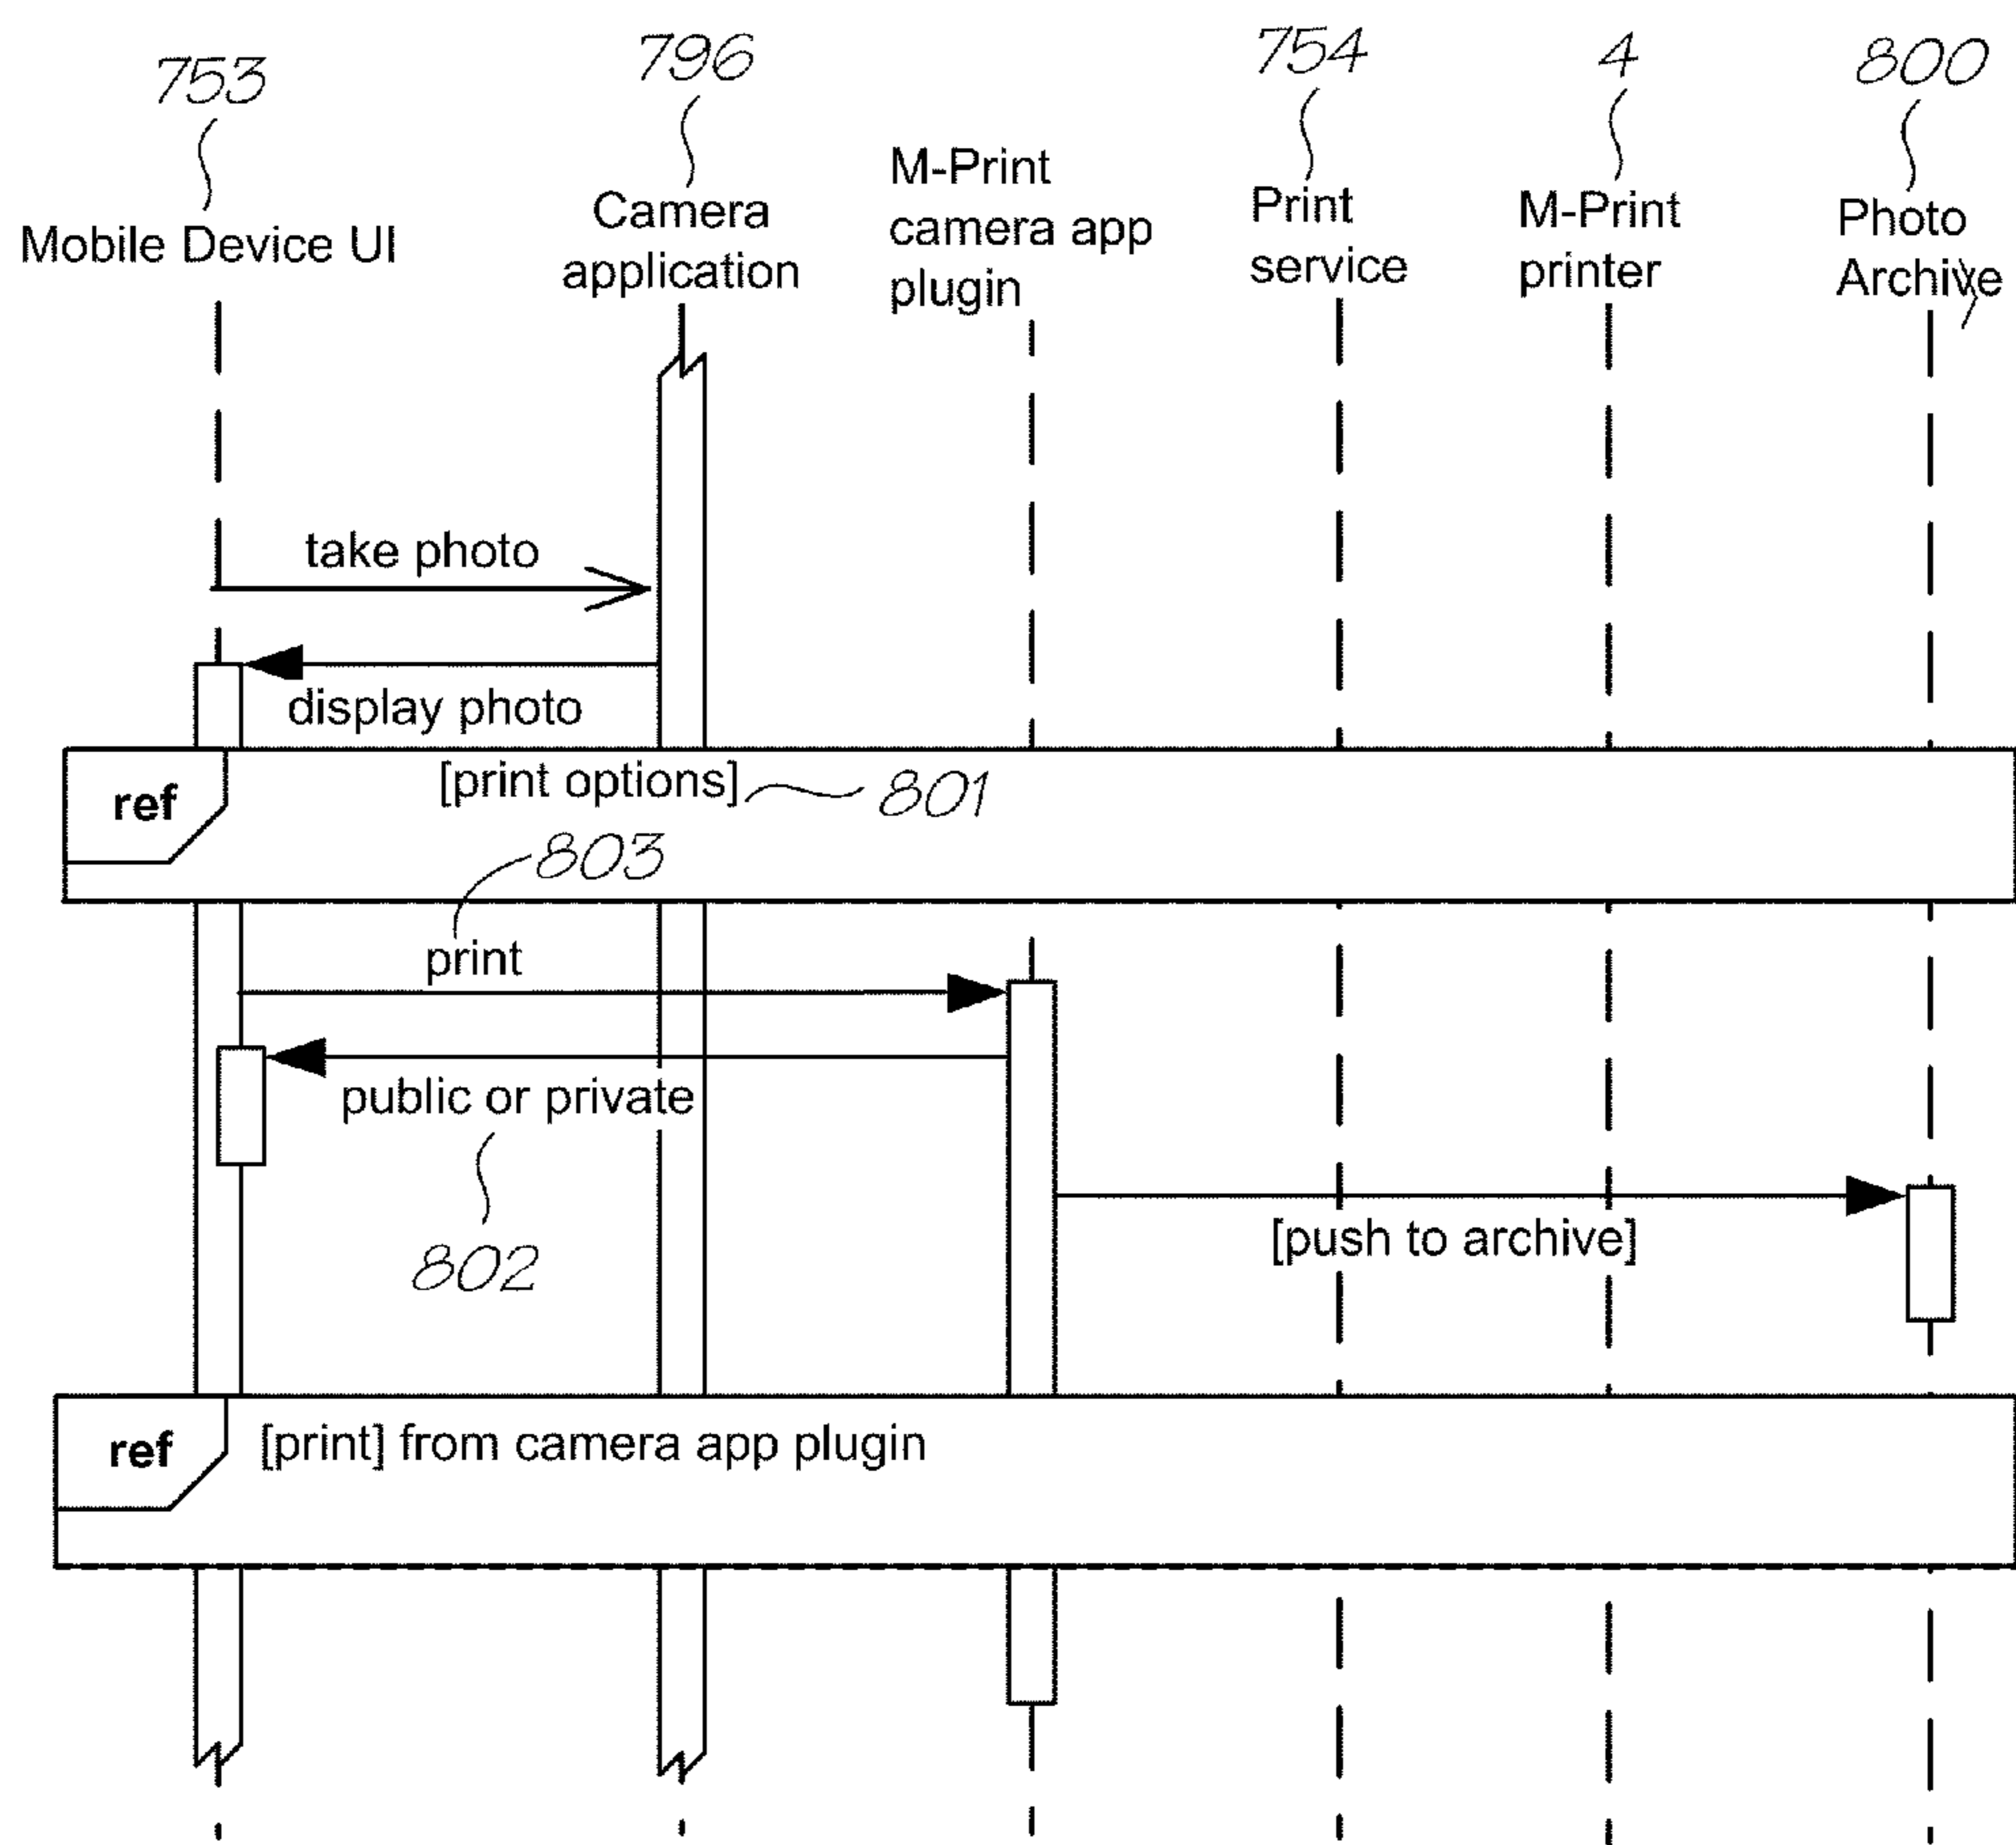 753
796
754
4
800
Mobile Device UI
Camera
application
M-Print
camera app
plugin
Print
service
M-Print
printer
Photo
Archive
take photo
display photo
ref
[print options]
801
803
print
public or private
802
[push to archive]
ref
[print] from camera app plugin